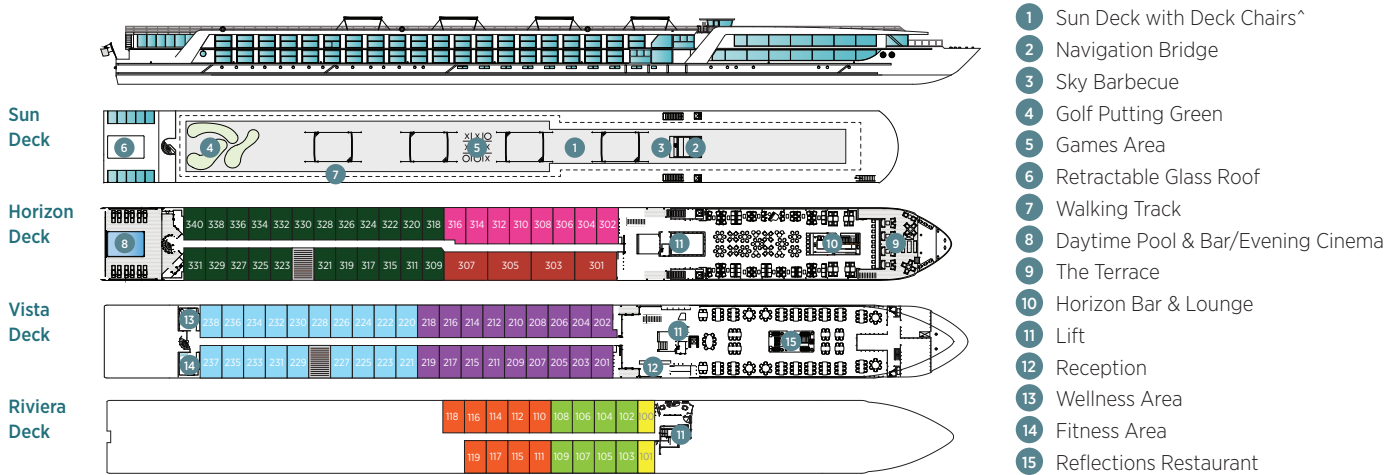 1 Sun Deck with Deck Chairs^
2 Navigation Bridge
3 Sky Barbecue
4 Golf Putting Green
5 Games Area
6 Retractable Glass Roof
7 Walking Track
8 Daytime Pool & Bar/Evening Cinema
9 The Terrace
10 Horizon Bar & Lounge
11 Lift
12 Reception
13 Wellness Area
14 Fitness Area
15 Reflections Restaurant
Sun
Deck
6 4 7 5 1 3 2
XIXIO
OIOIX
Horizon
Deck
340 338 336 334 332 330 328 326 324 322 320 318 316 314 312 310 308 306 304 302
8 11 10 9
331 329 327 325 323 321 319 317 315 311 309 307 305 303 301
Vista
Deck
13 238 236 234 232 230 228 226 224 222 220 218 216 214 212 210 208 206 204 202 11
15
14 237 235 233 231 229 227 225 223 221 219 217 215 211 209 207 205 203 201 12
Riviera
Deck
118 116 114 112 110 108 106 104 102 100
11
119 117 115 111 109 107 105 103 101